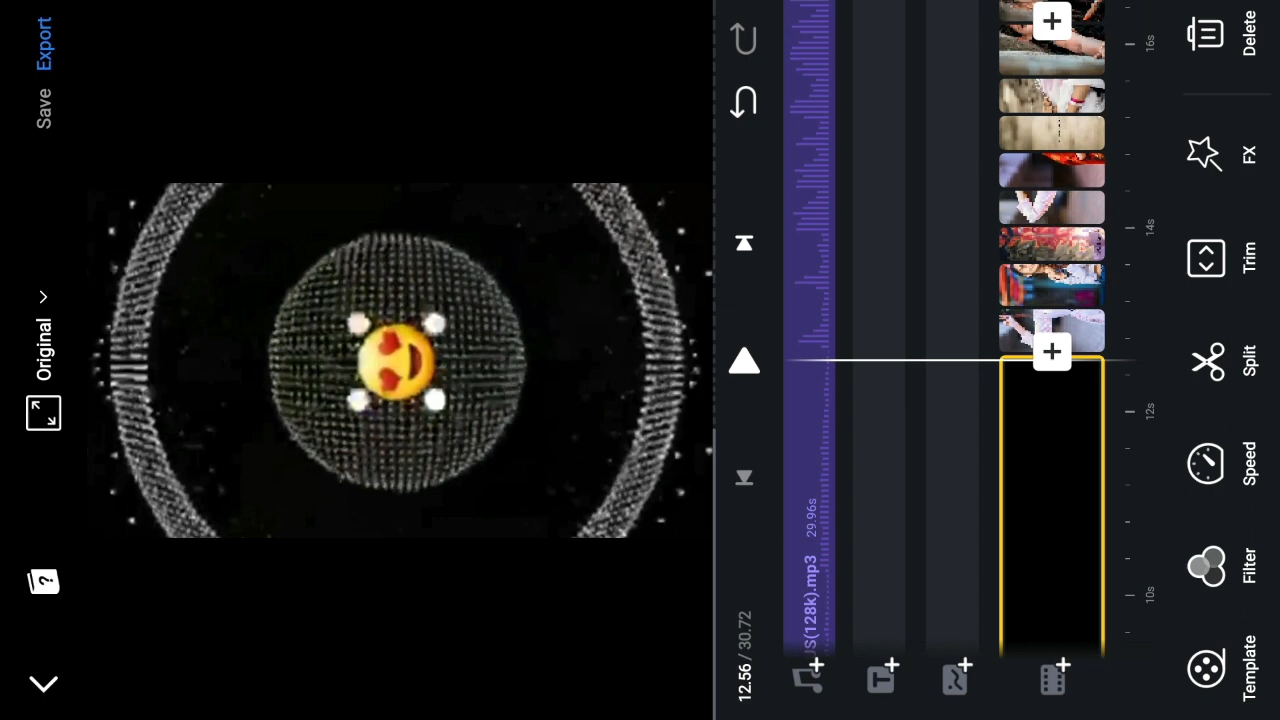 Original
Save
Export
12.56 / 30.72
JS(128k).mp3
29.96s
10s
12s
14s
16s
Template
Filter
Speed
Split
Trim
FX
Delete